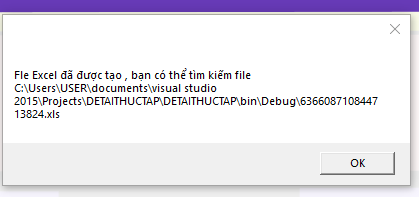 Fle Excel đã được tạo , bạn có thể tìm kiếm file
C:\Users\USER\documents\visual studio
2015\Projects\DETAITHUCTAP\DETAITHUCTAP\bin\Debug\6366087108447
13824.xls
OK